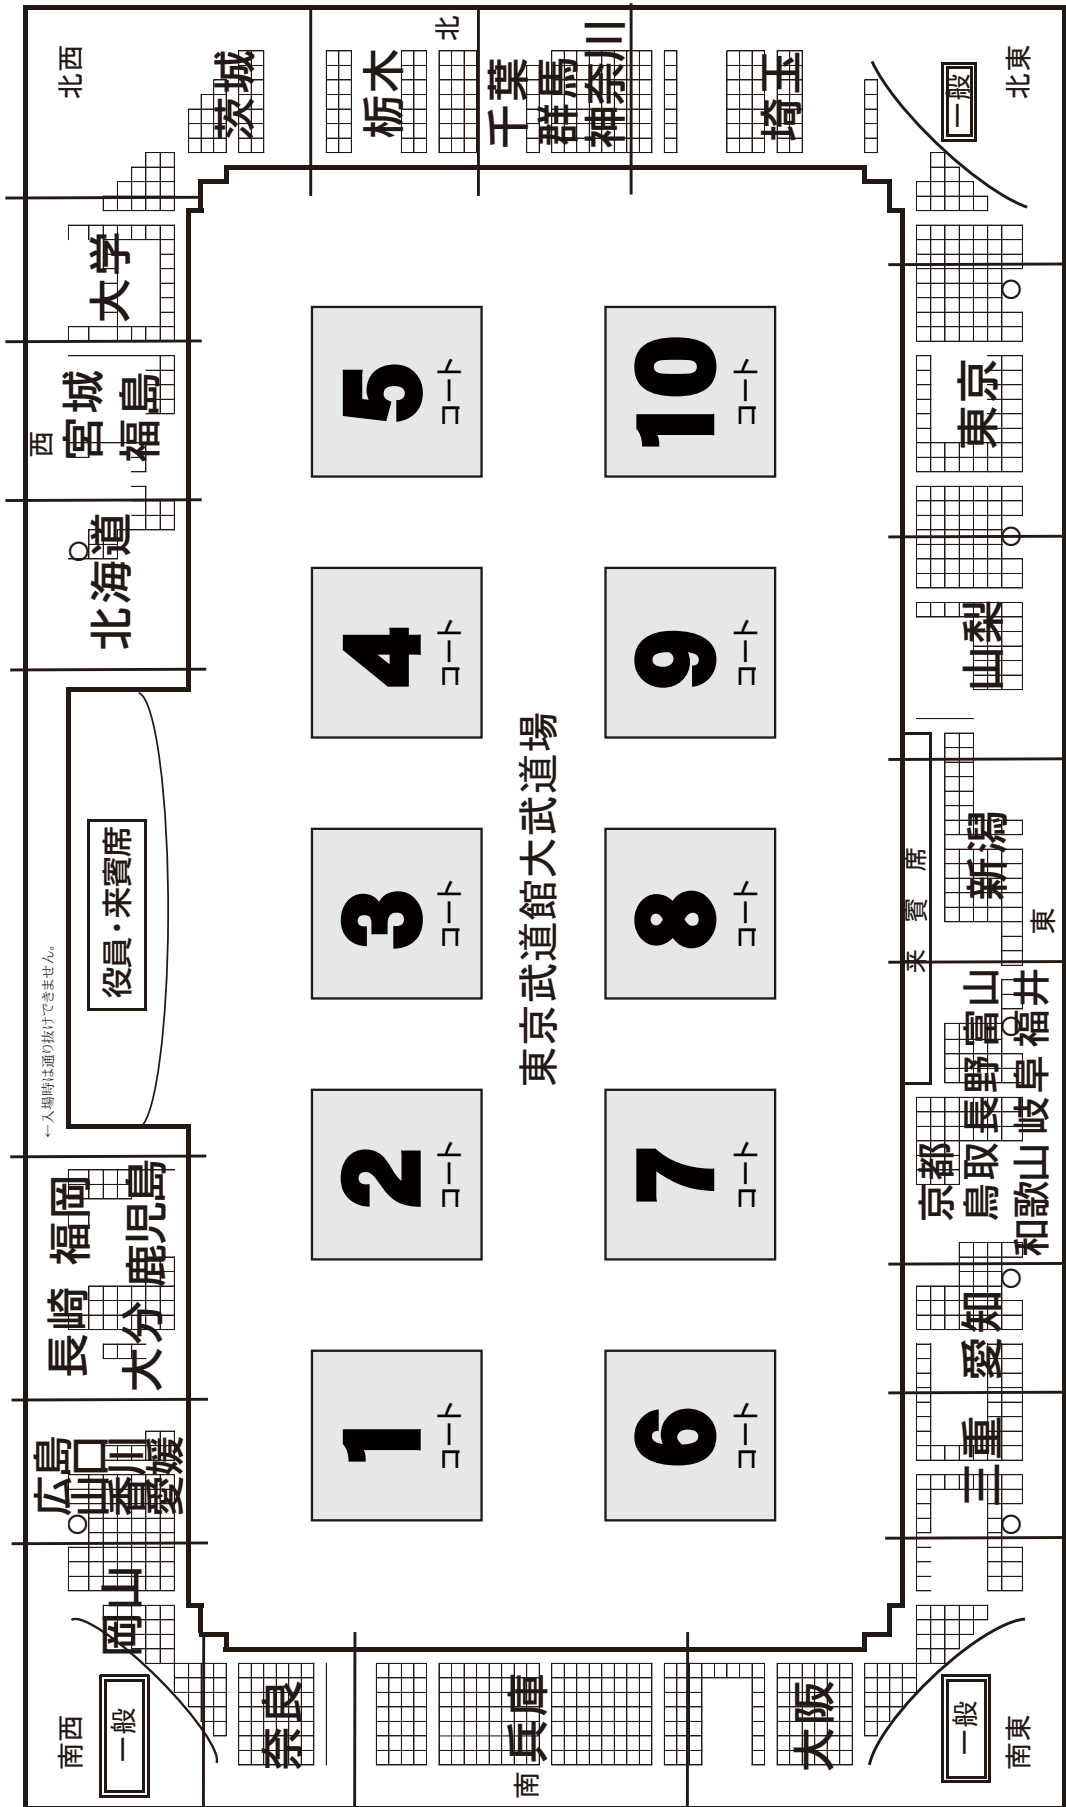 北西
茨城
栃木
北
千葉
群馬
神奈川
埼玉
一般
北東
大学
西
宮城
福島
北海道
5
コート
10
コート
東京
4
コート
9
コート
山梨
役員・来賓席
←入場時は通り抜けできません。
3
コート
東京武道館大武道場
8
コート
来賓席
新潟
東
福岡
鹿児島
長崎
大分
2
コート
7
コート
富山
福井
長野
岐阜
京都
鳥取
和歌山
広島
山口
香川
愛媛
1
コート
6
コート
愛知
三重
岡山
南西
一般
奈良
兵庫
南
大阪
一般
南東